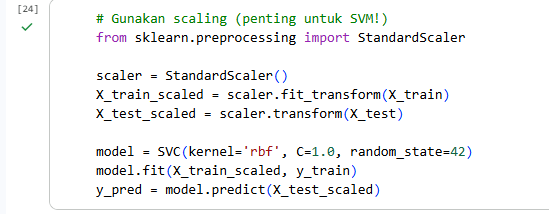 [24]
# Gunakan scaling (penting untuk SVM!)
from sklearn.preprocessing import StandardScaler
scaler = StandardScaler()
X_train_scaled = scaler.fit_transform(X_train)
X_test_scaled = scaler.transform(X_test)
model = SVC(kernel='rbf', C=1.0, random_state=42)
model.fit(X_train_scaled, y_train)
y_pred = model.predict(X_test_scaled)